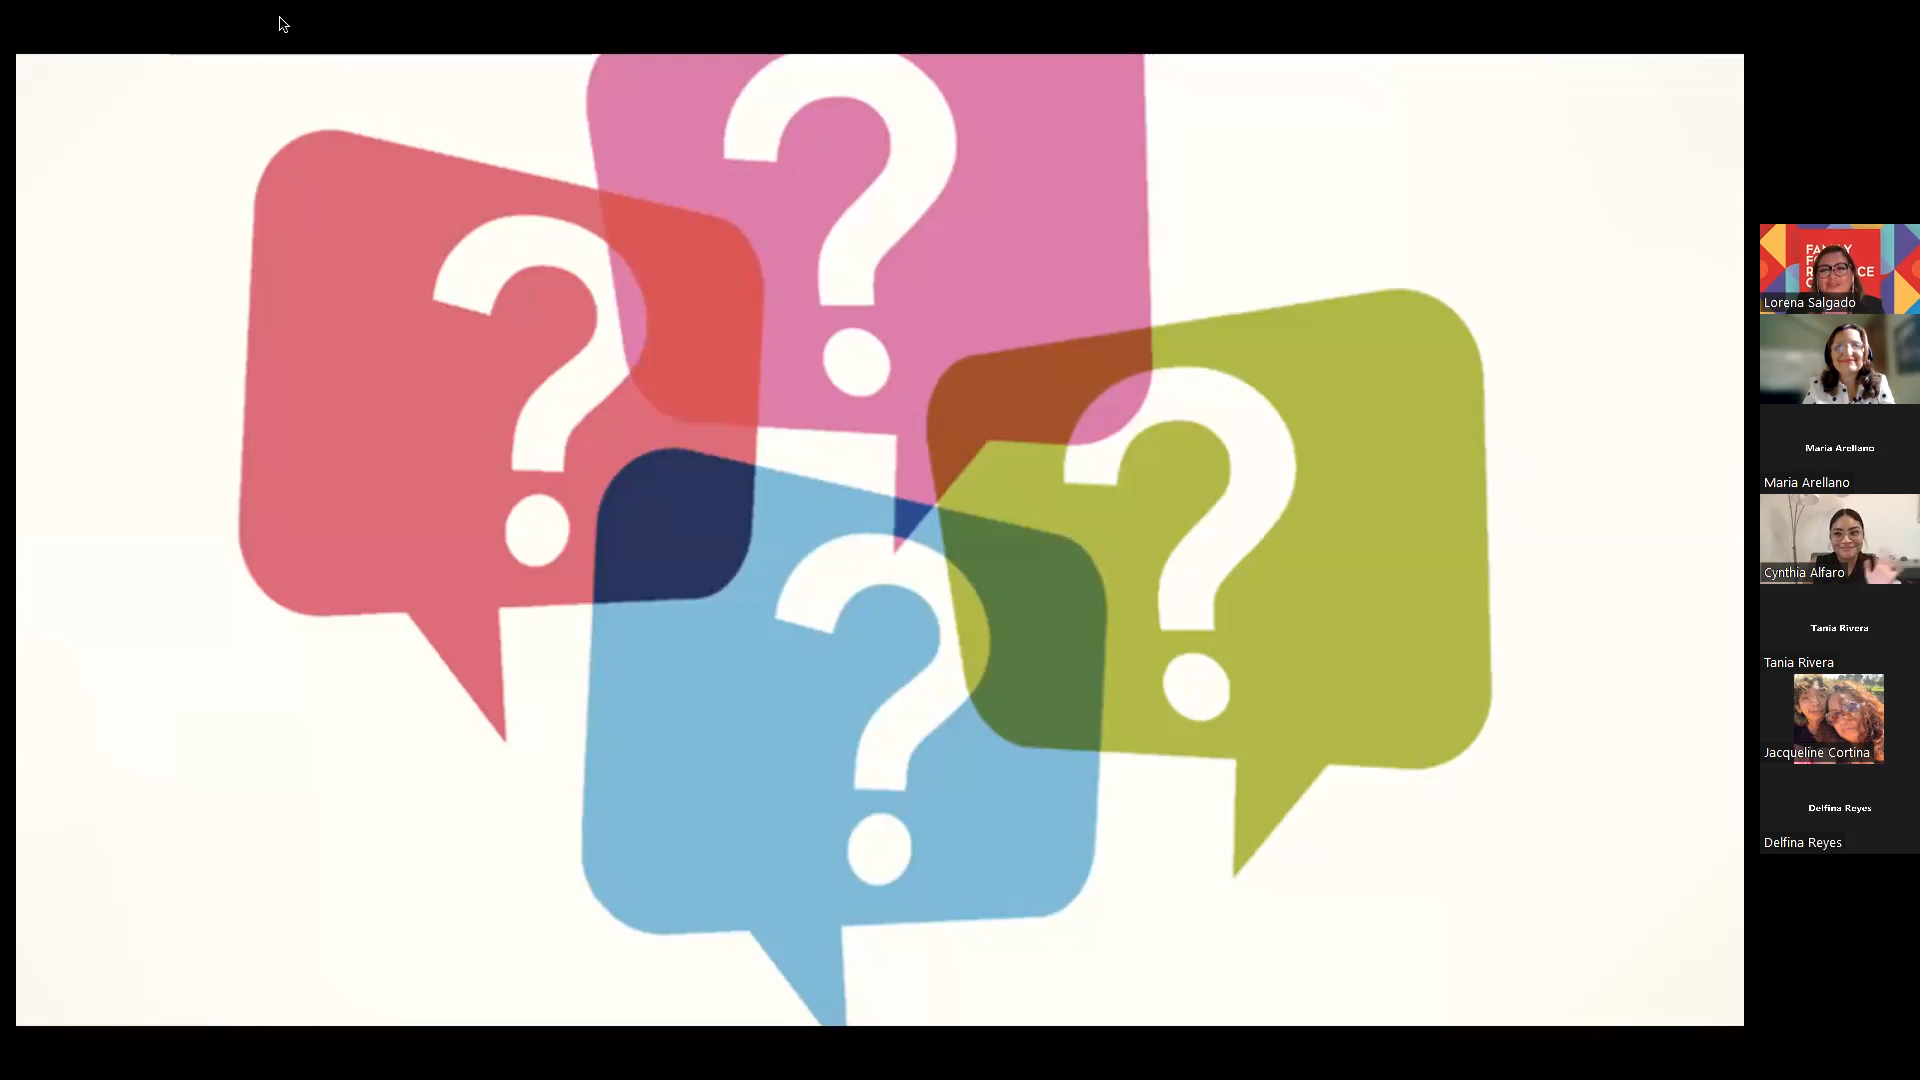 ?
?
?
?
Lorena Salgado
Maria Arellano
Maria Arellano
Cynthia Alfaro
Tania Rivera
Tania Rivera
Jacqueline Cortina
Delfina Reyes
Delfina Reyes